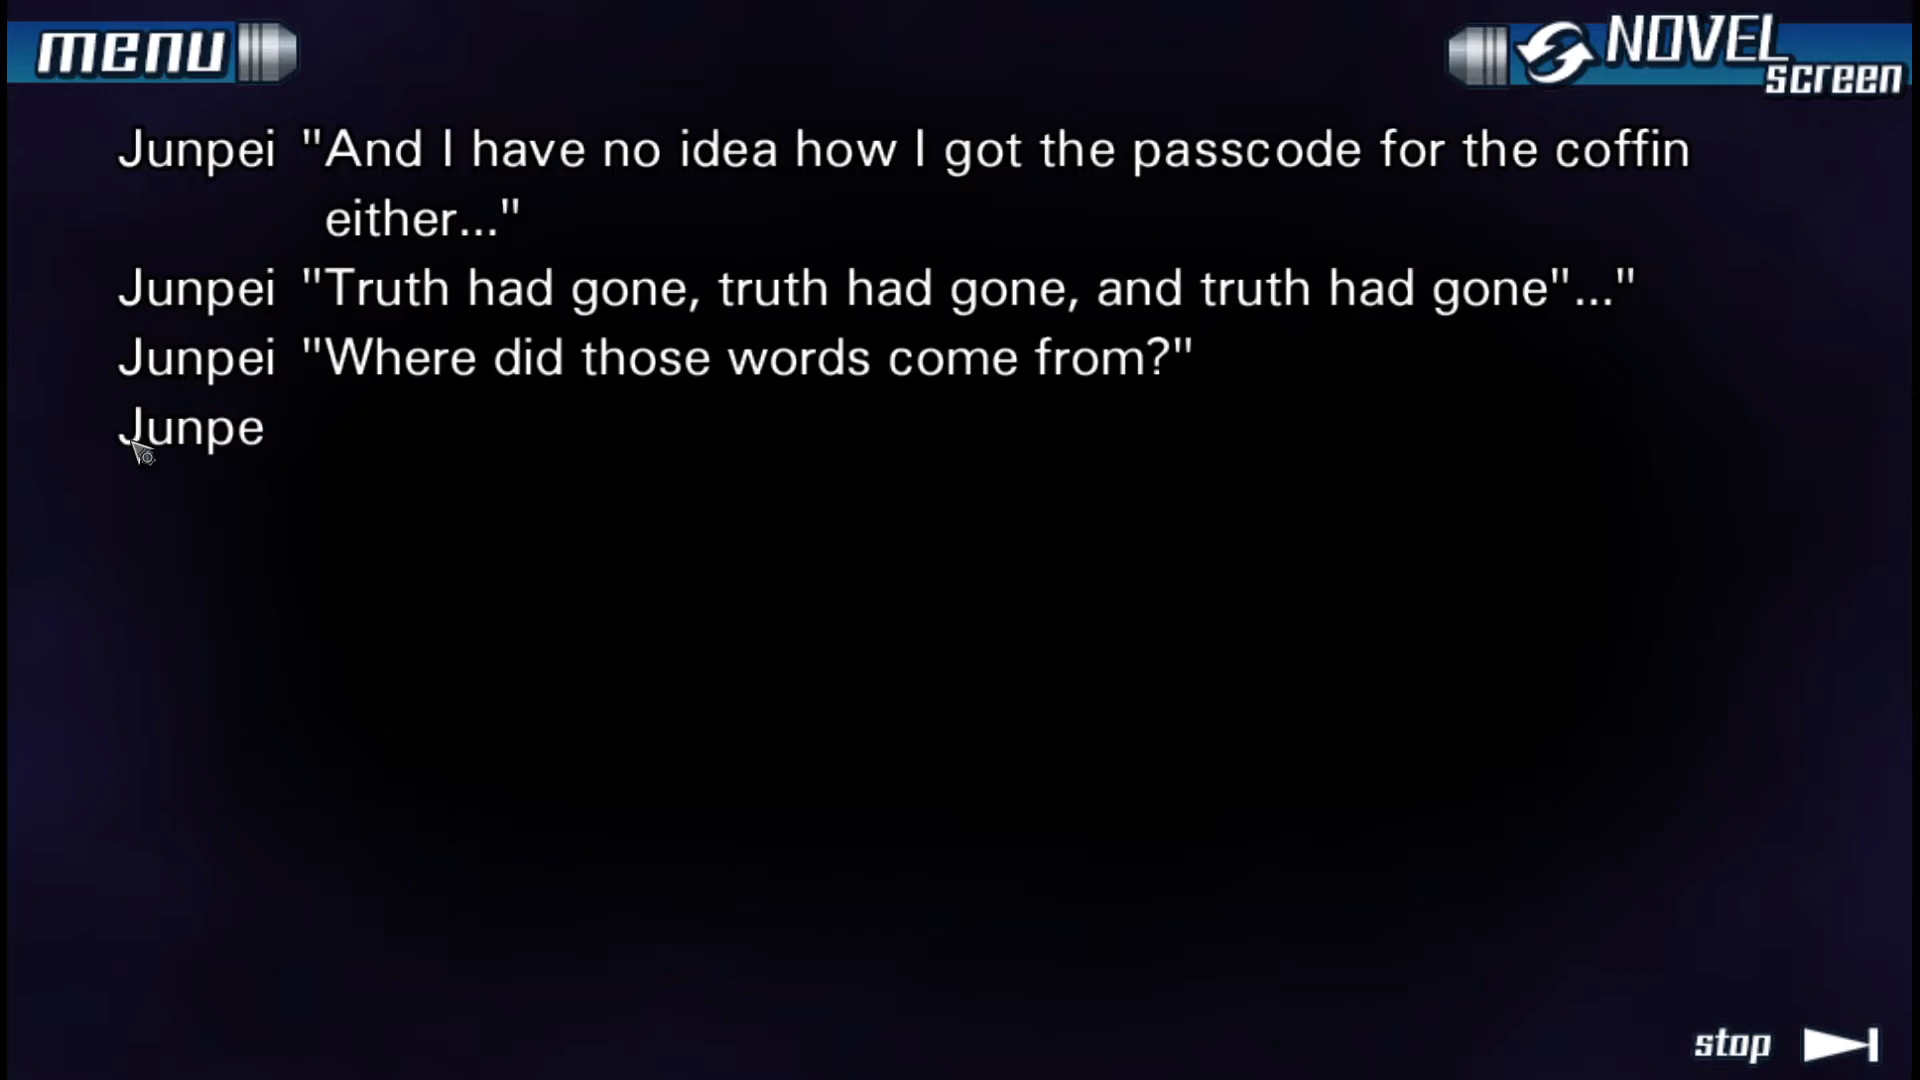 menu
NOVEL
screen
Junpei "And I have no idea how I got the passcode for the coffin
either..."
Junpei "Truth had gone, truth had gone, and truth had gone"..."
Junpei "Where did those words come from?"
Junpe
stop